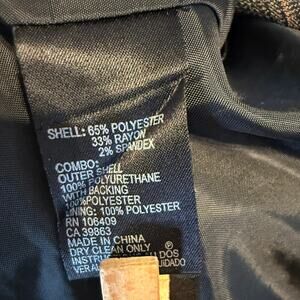 SHELL: 65% POLYESTER
33% RAYON
2% SPANDEX
COMBO:
OUTER SHELL
100% POLYURETHANE
WITH BACKING
100%POLYESTER
LINING: 100% POLYESTER
RN 106409
CA 39863
MADE IN CHINA
DRY CLEAN ONLY ®